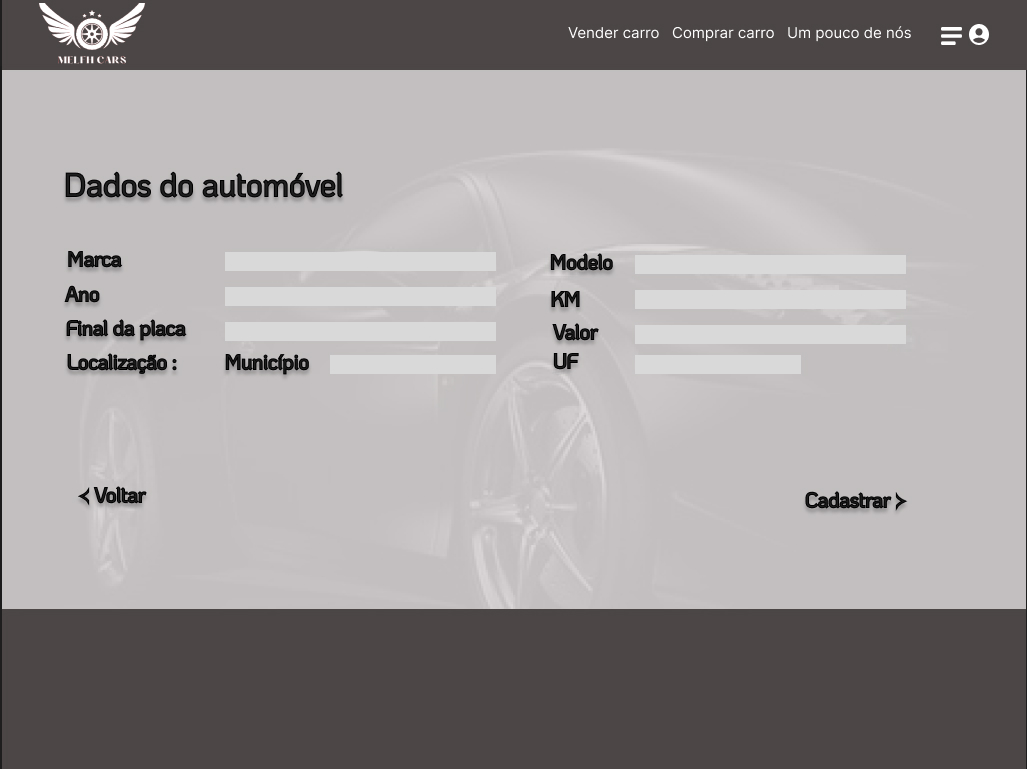 MELFH CARS
Vender carro Comprar carro Um pouco de nós
Dados do automóvel
Marca
Modelo
Ano
KM
Final da placa
Valor
Localização : Município
UF
Voltar
Cadastrar